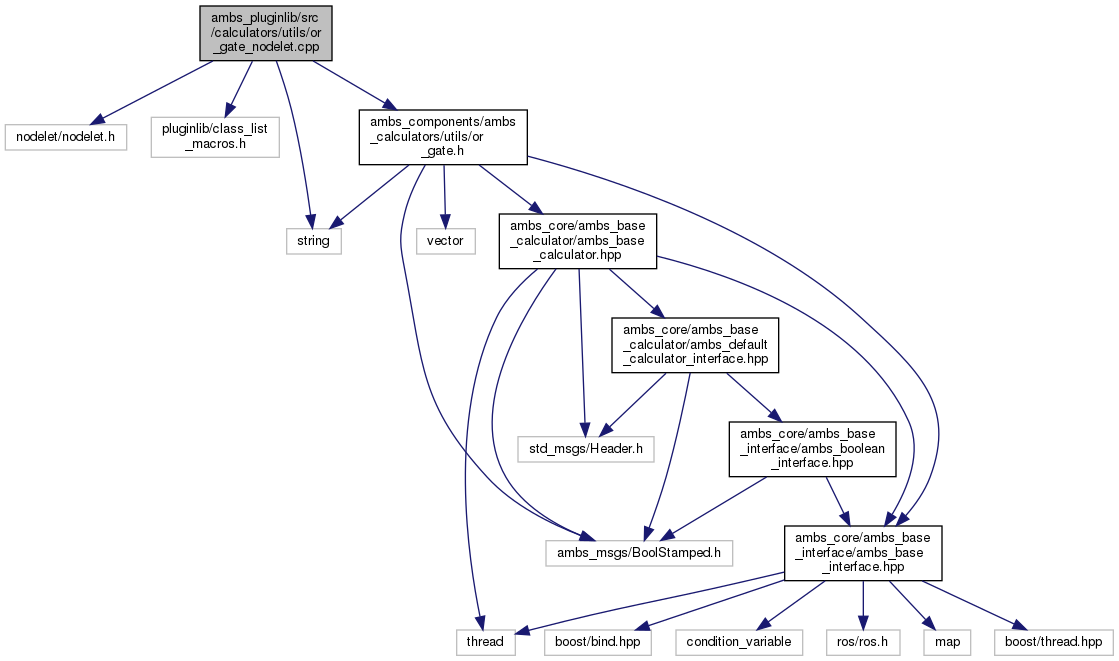 ambs_pluginlib/src
/calculators/utils/or
_gate_nodelet.cpp
nodelet/nodelet.h
pluginlib/class_list
_macros.h
ambs_components/ambs
_calculators/utils/or
_gate.h
string
vector
ambs_core/ambs_base
_calculator/ambs_base
_calculator.hpp
ambs_core/ambs_base
_calculator/ambs_default
_calculator_interface.hpp
std_msgs/Header.h
ambs_core/ambs_base
_interface/ambs_boolean
_interface.hpp
ambs_msgs/BoolStamped.h
ambs_core/ambs_base
_interface/ambs_base
_interface.hpp
thread
boost/bind.hpp
condition_variable
ros/ros.h
map
boost/thread.hpp